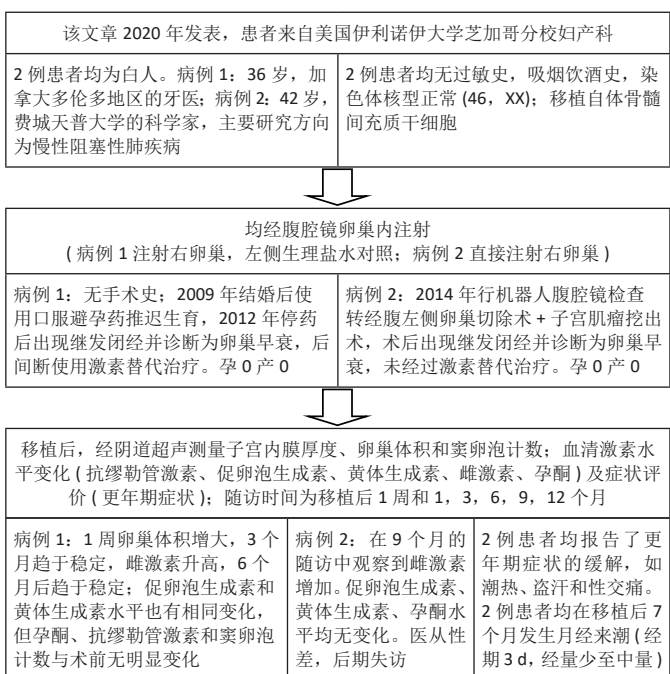 该文章 2020 年发表，患者来自美国伊利诺伊大学芝加哥分校妇产科
2 例患者均为白人。病例 1：36 岁，加
拿大多伦多地区的牙医；病例 2：42 岁，
费城天普大学的科学家，主要研究方向
为慢性阻塞性肺疾病
2 例患者均无过敏史，吸烟饮酒史，染
色体核型正常 (46，XX)；移植自体骨髓
间充质干细胞
均经腹腔镜卵巢内注射
( 病例 1 注射右卵巢，左侧生理盐水对照；病例 2 直接注射右卵巢 )
病例 1：无手术史；2009 年结婚后使
用口服避孕药推迟生育，2012 年停药
后出现继发闭经并诊断为卵巢早衰，后
间断使用激素替代治疗。孕 0 产 0
病例 2：2014 年行机器人腹腔镜检查
转经腹左侧卵巢切除术 + 子宫肌瘤挖出
术，术后出现继发闭经并诊断为卵巢早
衰，未经过激素替代治疗。孕 0 产 0
移植后，经阴道超声测量子宫内膜厚度、卵巢体积和窦卵泡计数；血清激素水
平变化 ( 抗缪勒管激素、促卵泡生成素、黄体生成素、雌激素、孕酮 ) 及症状评
价 ( 更年期症状 )；随访时间为移植后 1 周和 1，3，6，9，12 个月
病例 1：1 周卵巢体积增大，3 个
月趋于稳定，雌激素升高，6 个
月后趋于稳定；促卵泡生成素和
黄体生成素水平也有相同变化，
但孕酮、抗缪勒管激素和窦卵泡
计数与术前无明显变化
病例 2：在 9 个月的
随访中观察到雌激素
增加。促卵泡生成素、
黄体生成素、孕酮水
平均无变化。医从性
差，后期失访
2 例患者均报告了更
年期症状的缓解，如
潮热、盗汗和性交痛。
2 例患者均在移植后 7
个月发生月经来潮 ( 经
期 3 d，经量少至中量 )